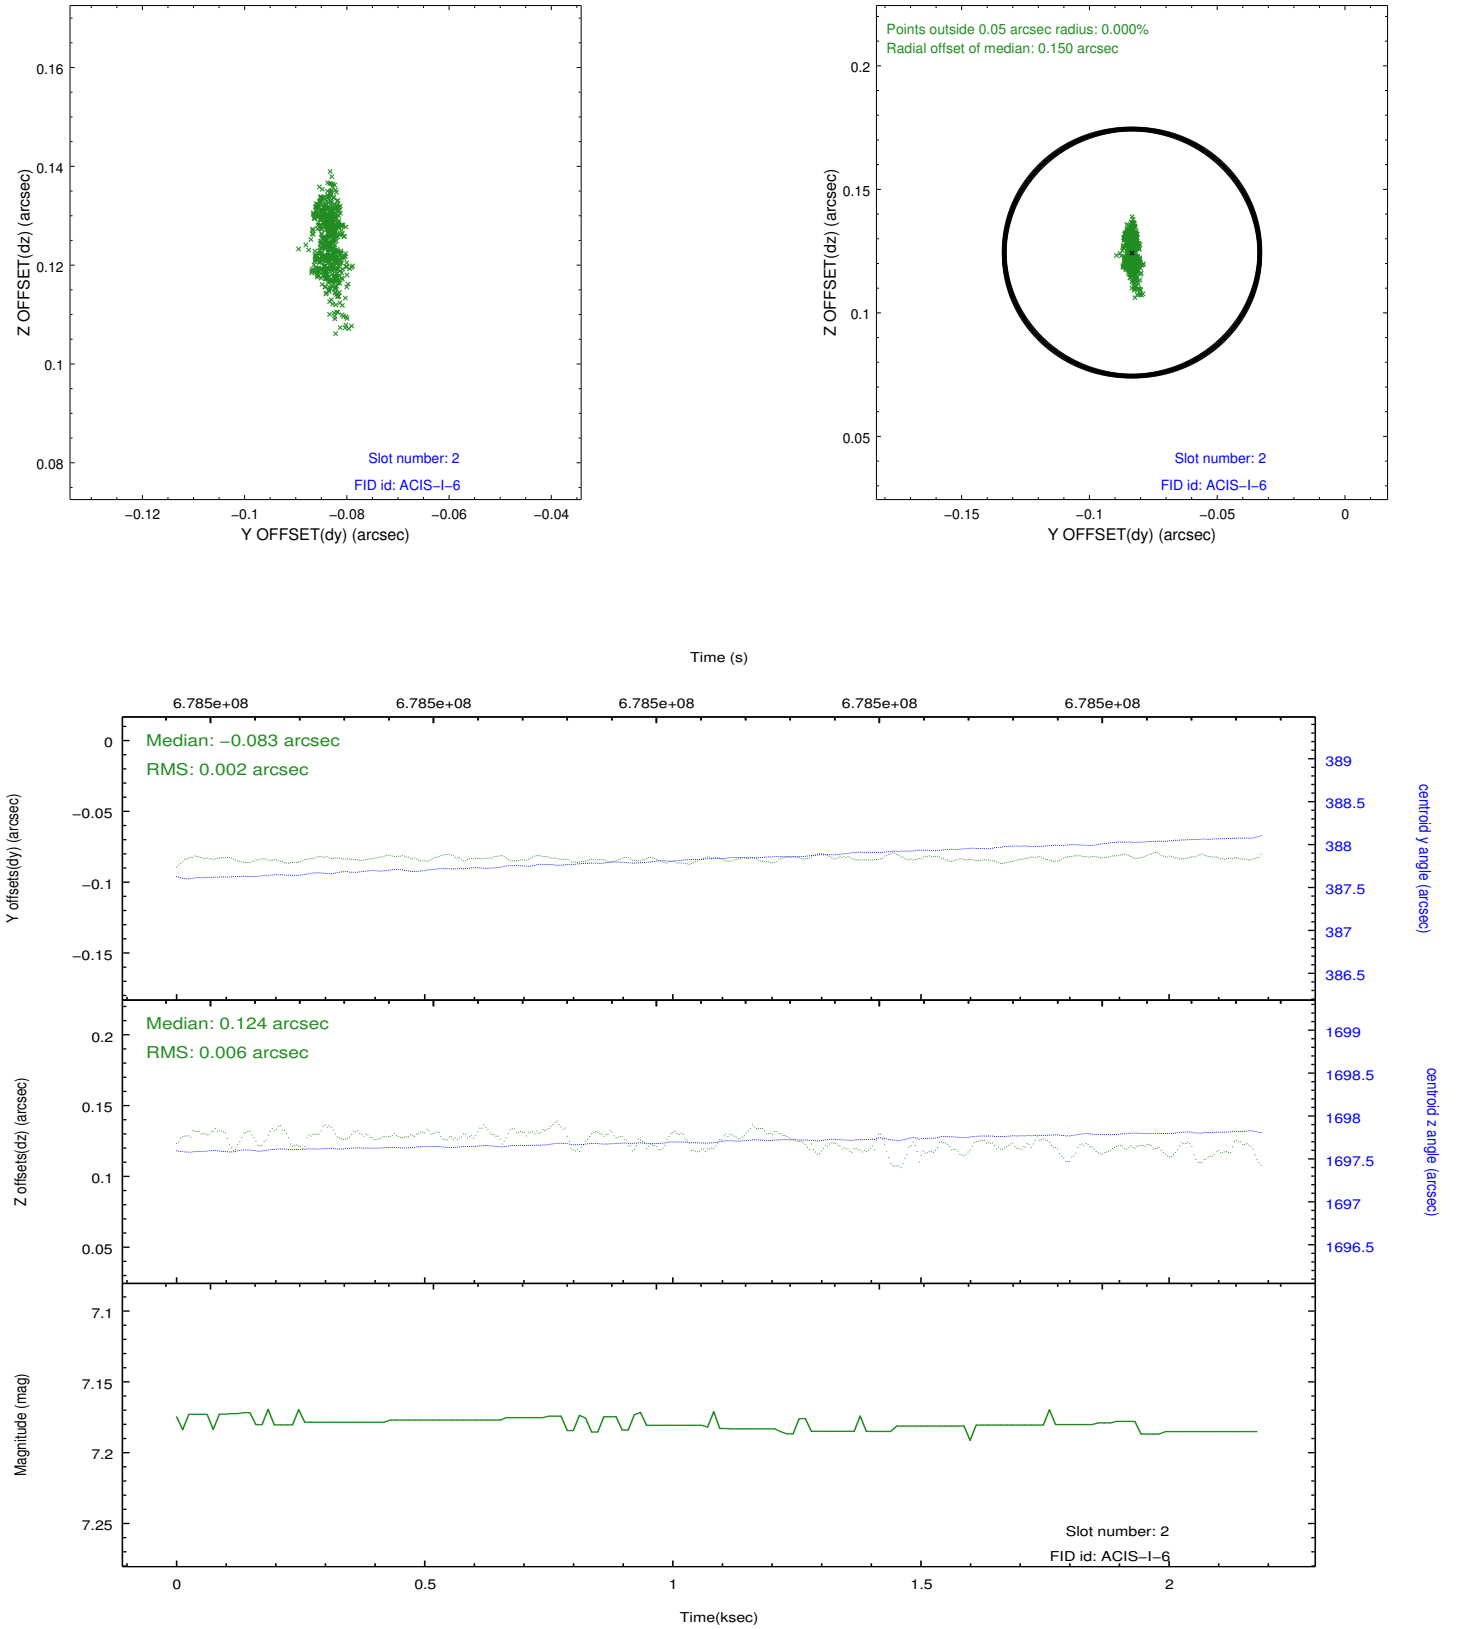 0.16
0.14
0.12
0.1
0.08
Z OFFSET(dz) (arcsec)
Slot number: 2
FID id: ACIS−I−6
−0.12
−0.1
−0.08
−0.06
−0.04
Y OFFSET(dy) (arcsec)
Points outside 0.05 arcsec radius: 0.000%
Radial offset of median: 0.150 arcsec
0.2
0.15
0.1
0.05
Z OFFSET(dz) (arcsec)
Slot number: 2
FID id: ACIS−I−6
−0.15
−0.1
−0.05
0
Y OFFSET(dy) (arcsec)
Time (s)
6.785e+08
6.785e+08
6.785e+08
6.785e+08
6.785e+08
Median: −0.083 arcsec
RMS: 0.002 arcsec
0
−0.05
−0.1
−0.15
Y offsets(dy) (arcsec)
389
388.5
388
387.5
387
386.5
centroid y angle (arcsec)
Median: 0.124 arcsec
RMS: 0.006 arcsec
0.2
0.15
0.1
0.05
Z offsets(dz) (arcsec)
1699
1698.5
1698
1697.5
1697
1696.5
centroid z angle (arcsec)
7.1
7.15
7.2
7.25
Magnitude (mag)
Slot number: 2
FID id: ACIS−I−6
0
0.5
1
1.5
2
Time(ksec)